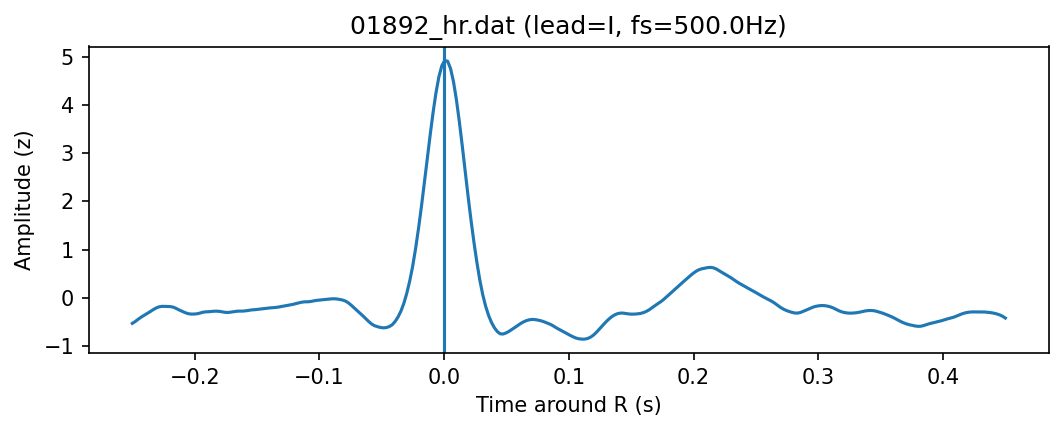 01892_hr.dat (lead=I, fs=500.0Hz)
Amplitude (z)
5
4
3
2
1
0
−1
−0.2 −0.1 0.0 0.1 0.2 0.3 0.4
Time around R (s)